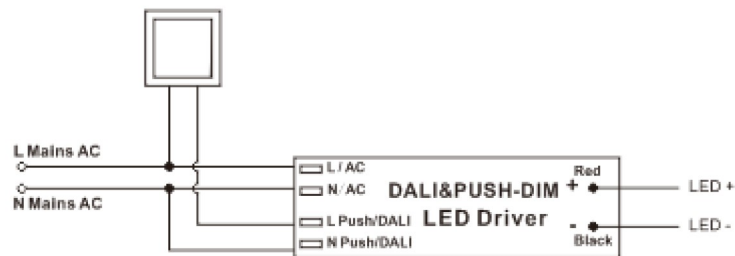 L Mains AC
N Mains AC
L/AC
N/AC
L Push/DALI
N Push/DALI
DALI&PUSH-DIM
LED Driver
Red
+
-
Black
LED +
LED -